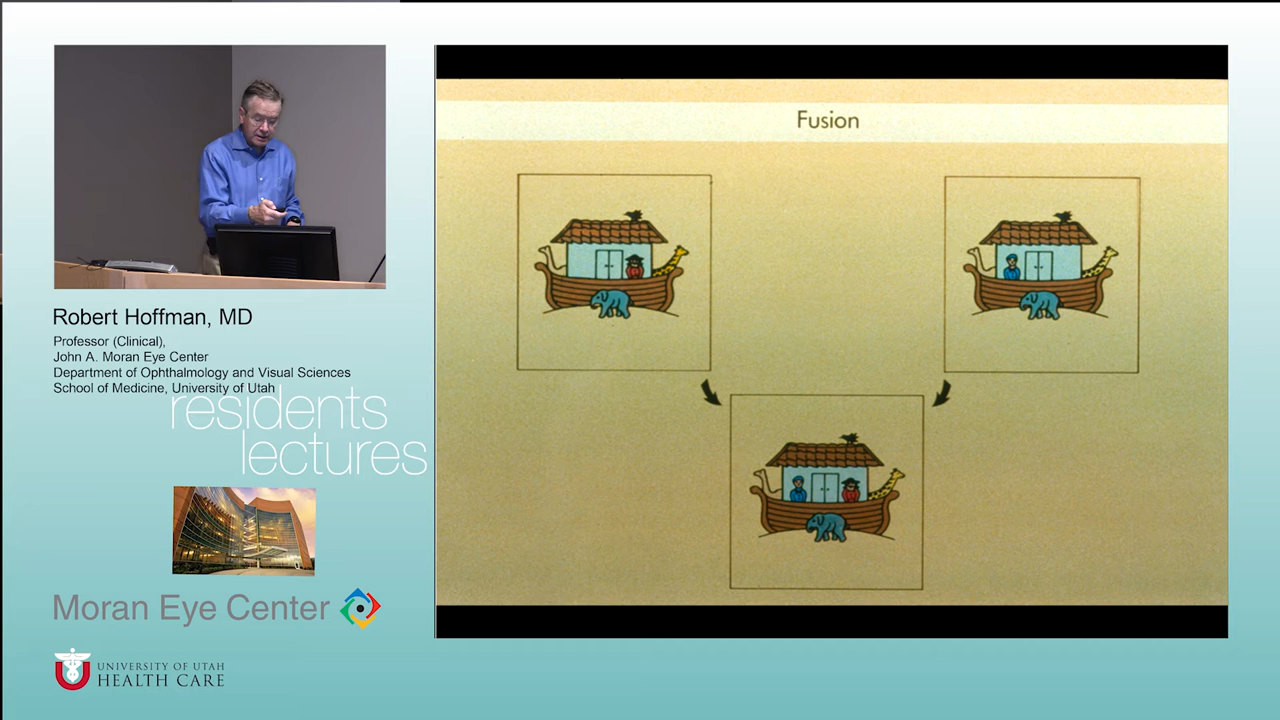 Fusion
Robert Hoffman, MD
Professor (Clinical),
John A. Moran Eye Center
Department of Ophthalmology and Visual Sciences
School of Medicine, University of Utah
residents
lectures
Moran Eye Center
UNIVERSITY OF UTAH
HEALTH CARE